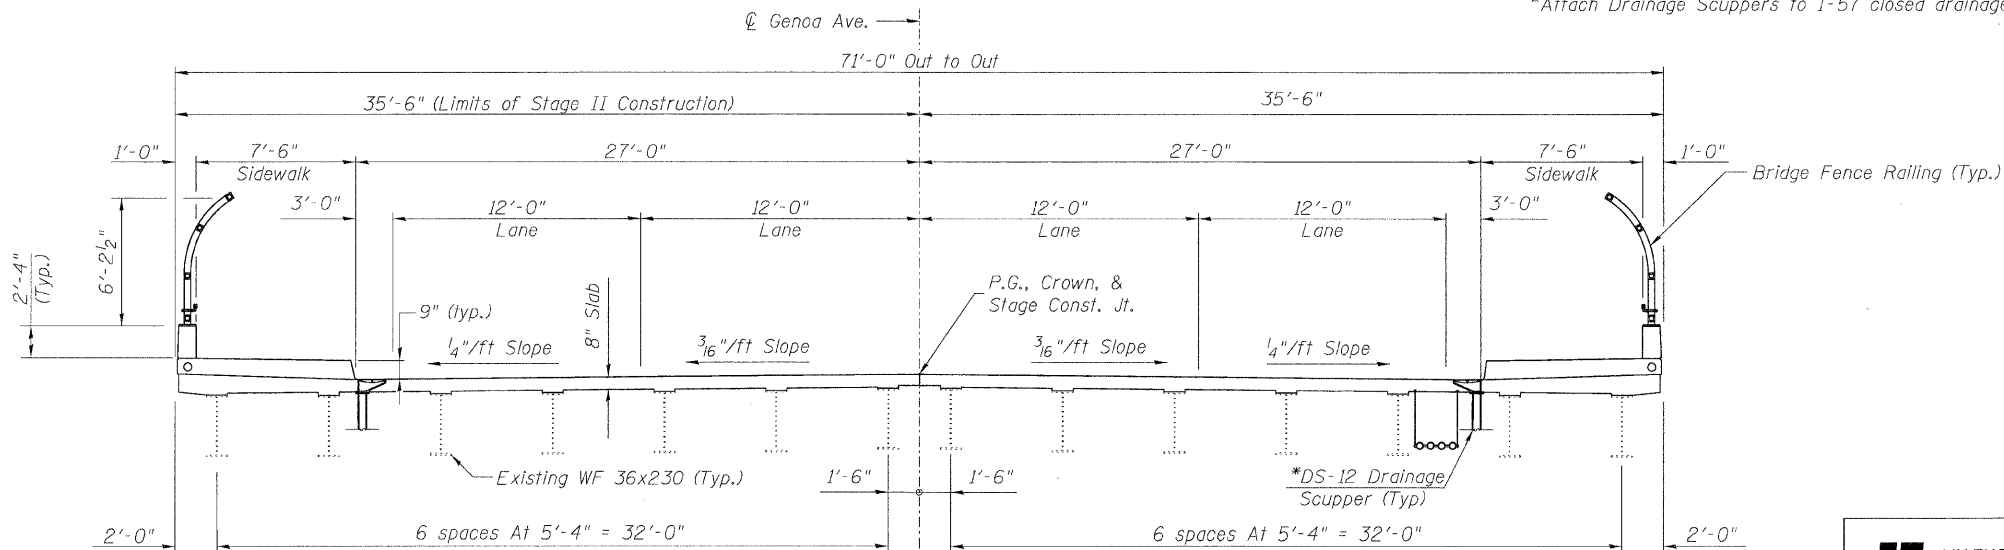 *Attach Drainage Scuppers to I-57 closed drainage
℄ Genoa Ave.
71'-0" Out to Out
35'-6" (Limits of Stage II Construction)
35'-6"
1'-0"
7'-6"
Sidewalk
27'-0"
27'-0"
7'-6"
Sidewalk
1'-0"
Bridge Fence Railing (Typ.)
3'-0"
12'-0"
Lane
12'-0"
Lane
12'-0"
Lane
12'-0"
Lane
3'-0"
6'-2½"
2'-4"
(Typ.)
P.G., Crown, &
Stage Const. Jt.
9" (typ.)
8" Slab
1/4"/ft Slope
3/16"/ft Slope
3/16"/ft Slope
1/4"/ft Slope
Existing WF 36x230 (Typ.)
1'-6"
1'-6"
*DS-12 Drainage
Scupper (Typ)
2'-0"
6 spaces At 5'-4" = 32'-0"
6 spaces At 5'-4" = 32'-0"
2'-0"